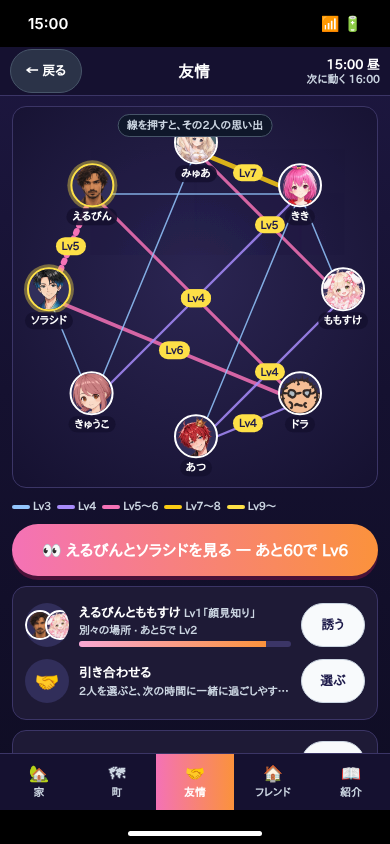 15:00
← 戻る
友情
15:00 昼
次に動く 16:00
線を押すと、その2人の思い出
みゅあ
Lv7
えるびん
きき
Lv5
Lv5
ソラシド
Lv4
ももすけ
Lv6
Lv4
きゅうこ
Lv4
ドラ
あつ
Lv3
Lv4
Lv5〜6
Lv7〜8
Lv9〜
えるびんとソラシドを見る — あと60で Lv6
えるびんとももすけ Lv1「顔見知り」
別々の場所・あと5で Lv2
誘う
引き合わせる
2人を選ぶと、次の時間に一緒に過ごしやす…
選ぶ
家
町
友情
フレンド
紹介